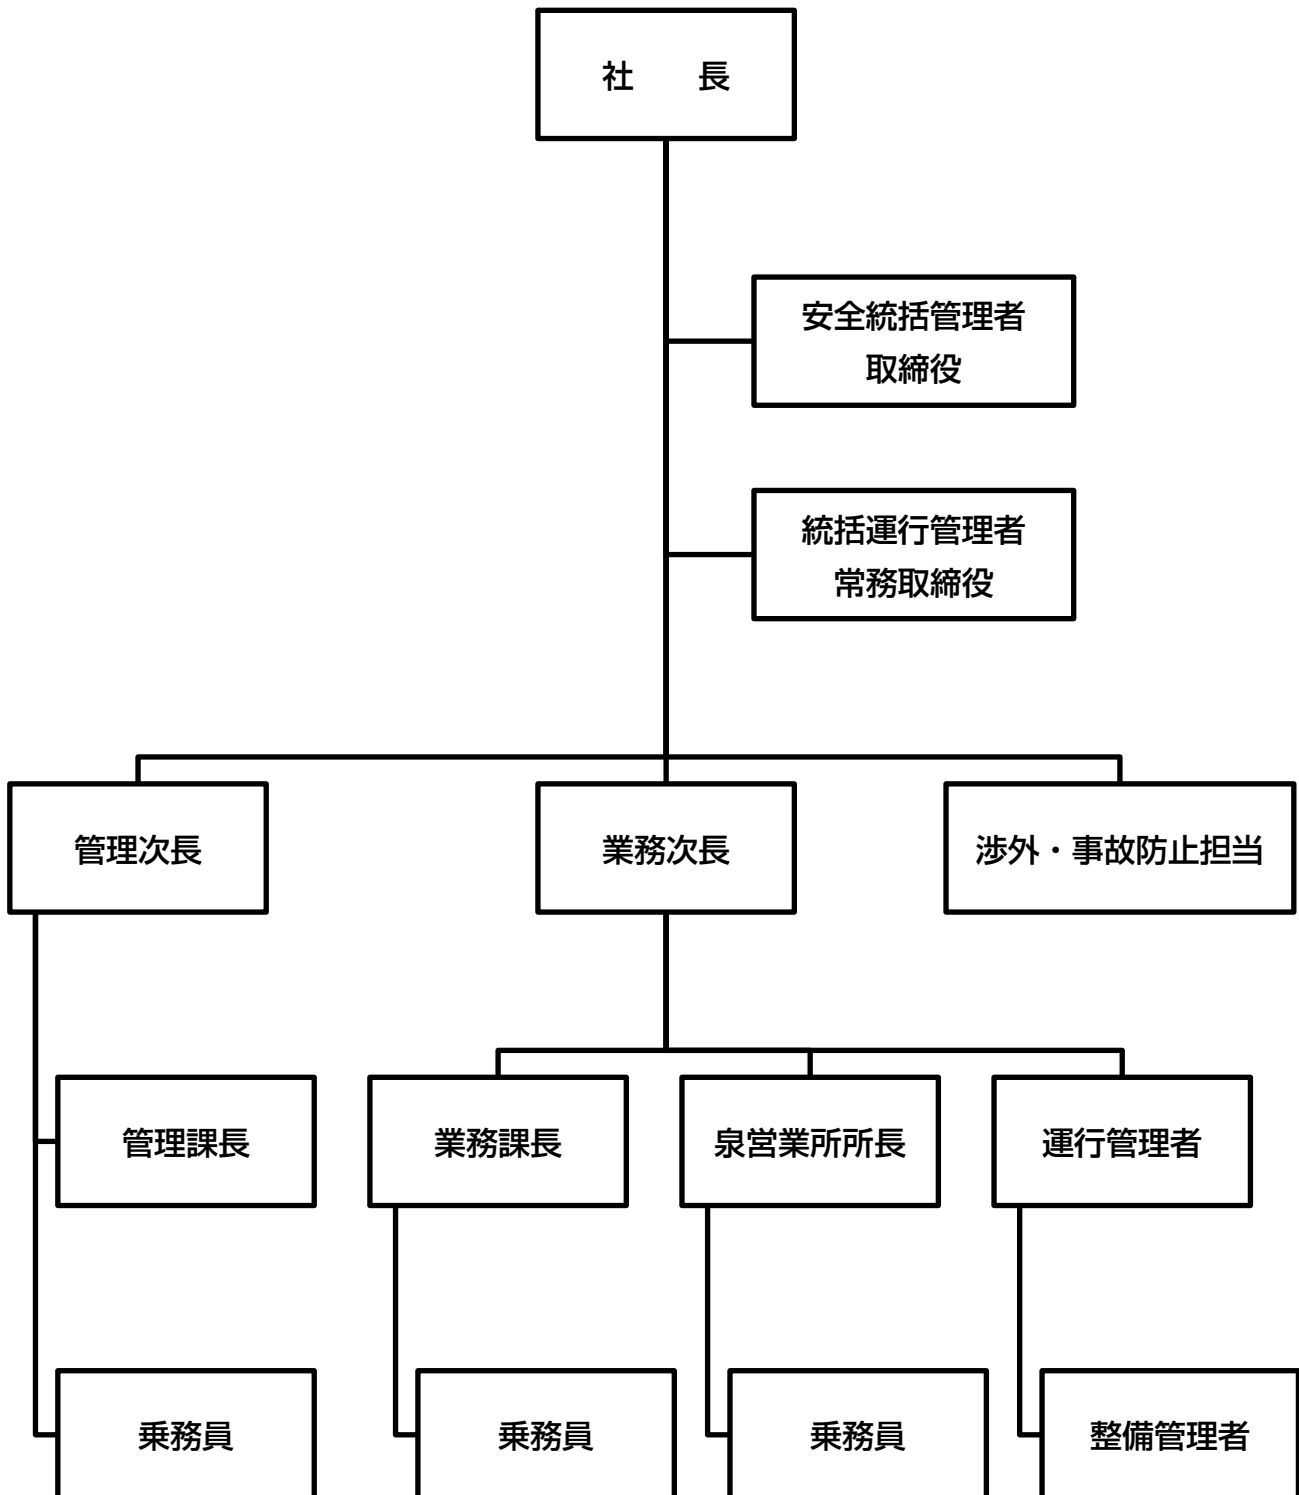 社　　長
安全統括管理者
取締役
統括運行管理者
常務取締役
管理次長
業務次長
渉外・事故防止担当
管理課長
業務課長
泉営業所所長
運行管理者
乗務員
乗務員
乗務員
整備管理者